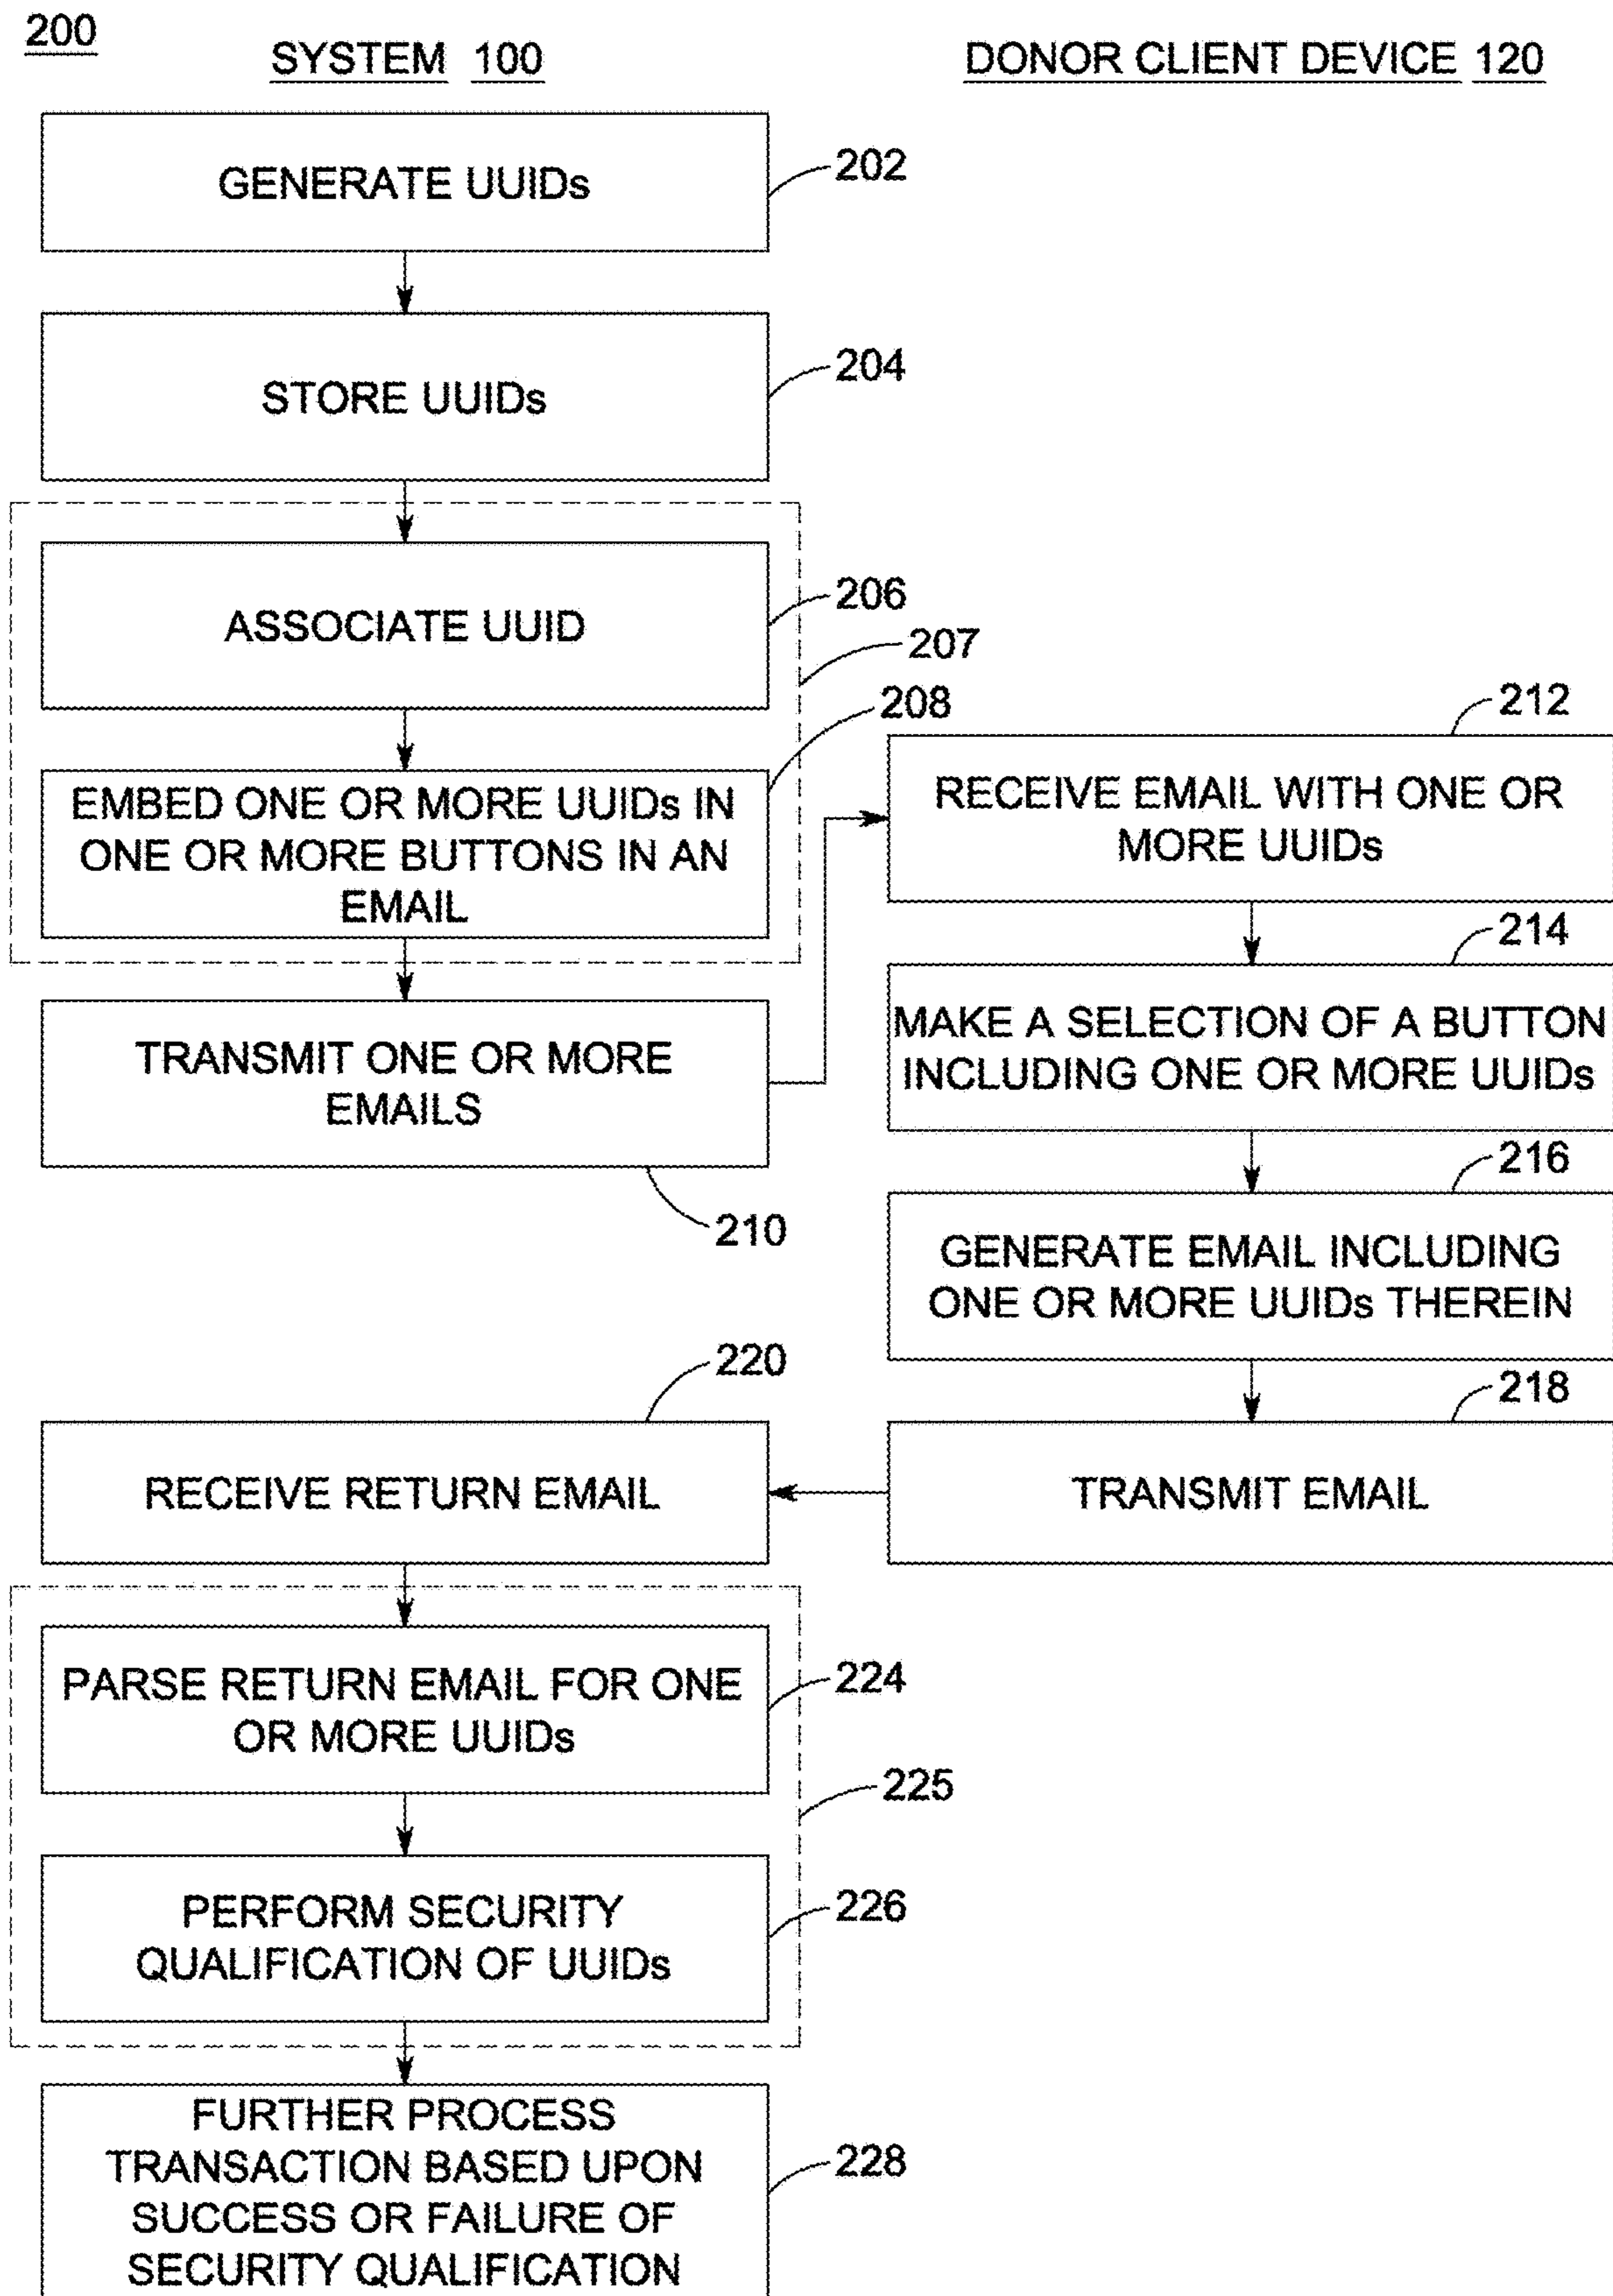 200
SYSTEM 100
DONOR CLIENT DEVICE 120
GENERATE UUIDs
202
STORE UUIDs
204
ASSOCIATE UUID
206
207
208
EMBED ONE OR MORE UUIDs IN
ONE OR MORE BUTTONS IN AN
EMAIL
TRANSMIT ONE OR MORE
EMAILS
210
212
RECEIVE EMAIL WITH ONE OR
MORE UUIDs
214
MAKE A SELECTION OF A BUTTON
INCLUDING ONE OR MORE UUIDs
216
GENERATE EMAIL INCLUDING
ONE OR MORE UUIDs THEREIN
218
TRANSMIT EMAIL
220
RECEIVE RETURN EMAIL
PARSE RETURN EMAIL FOR ONE
OR MORE UUIDs
224
225
PERFORM SECURITY
QUALIFICATION OF UUIDs
226
FURTHER PROCESS
TRANSACTION BASED UPON
SUCCESS OR FAILURE OF
SECURITY QUALIFICATION
228